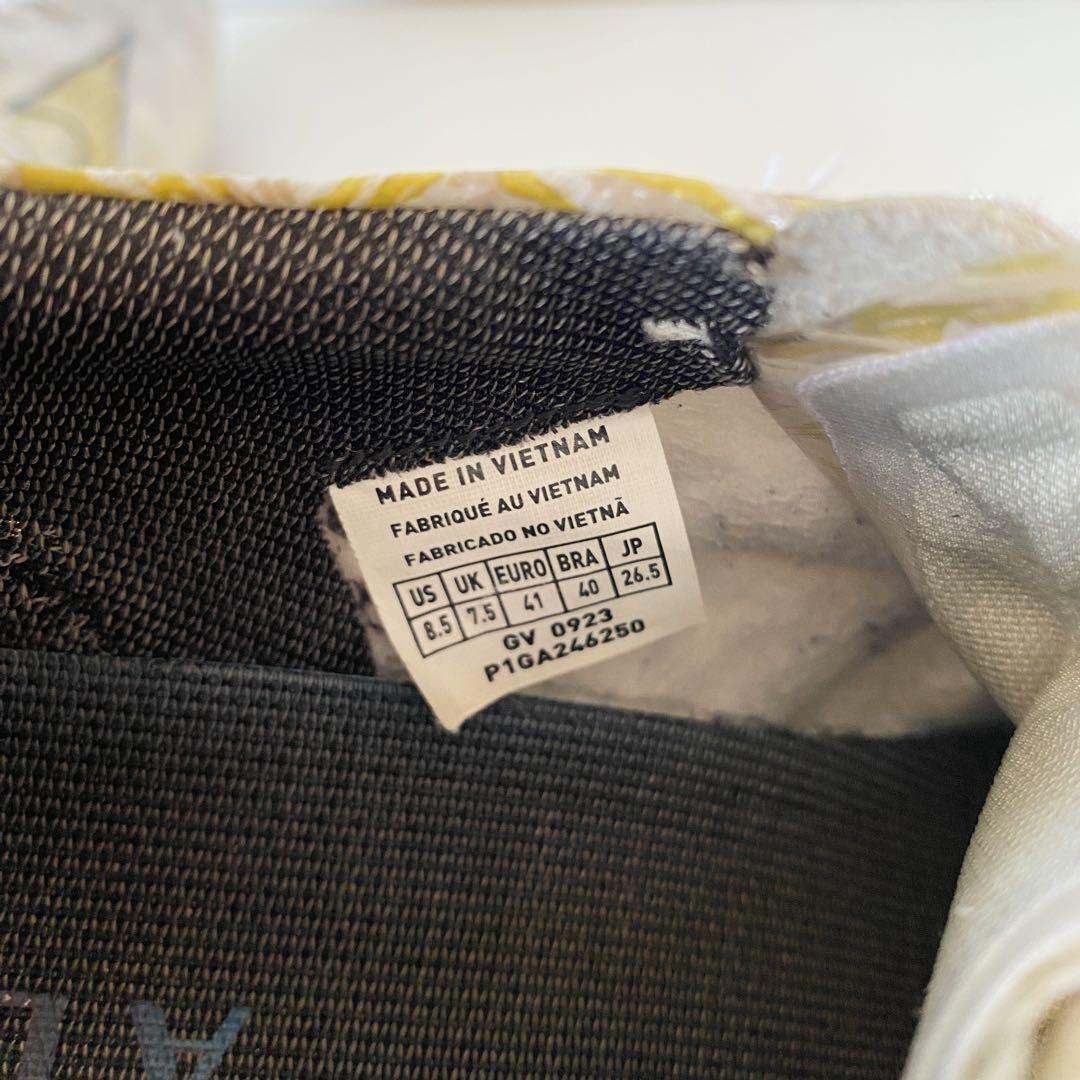 MADE IN VIETNAM
FABRIQUÉ AU VIETNAM
FABRICADO NO VIETNÃ
US UK EURO BRA JP
8.5 7.5 41 40 26.5
GV 0923
P1GA246250